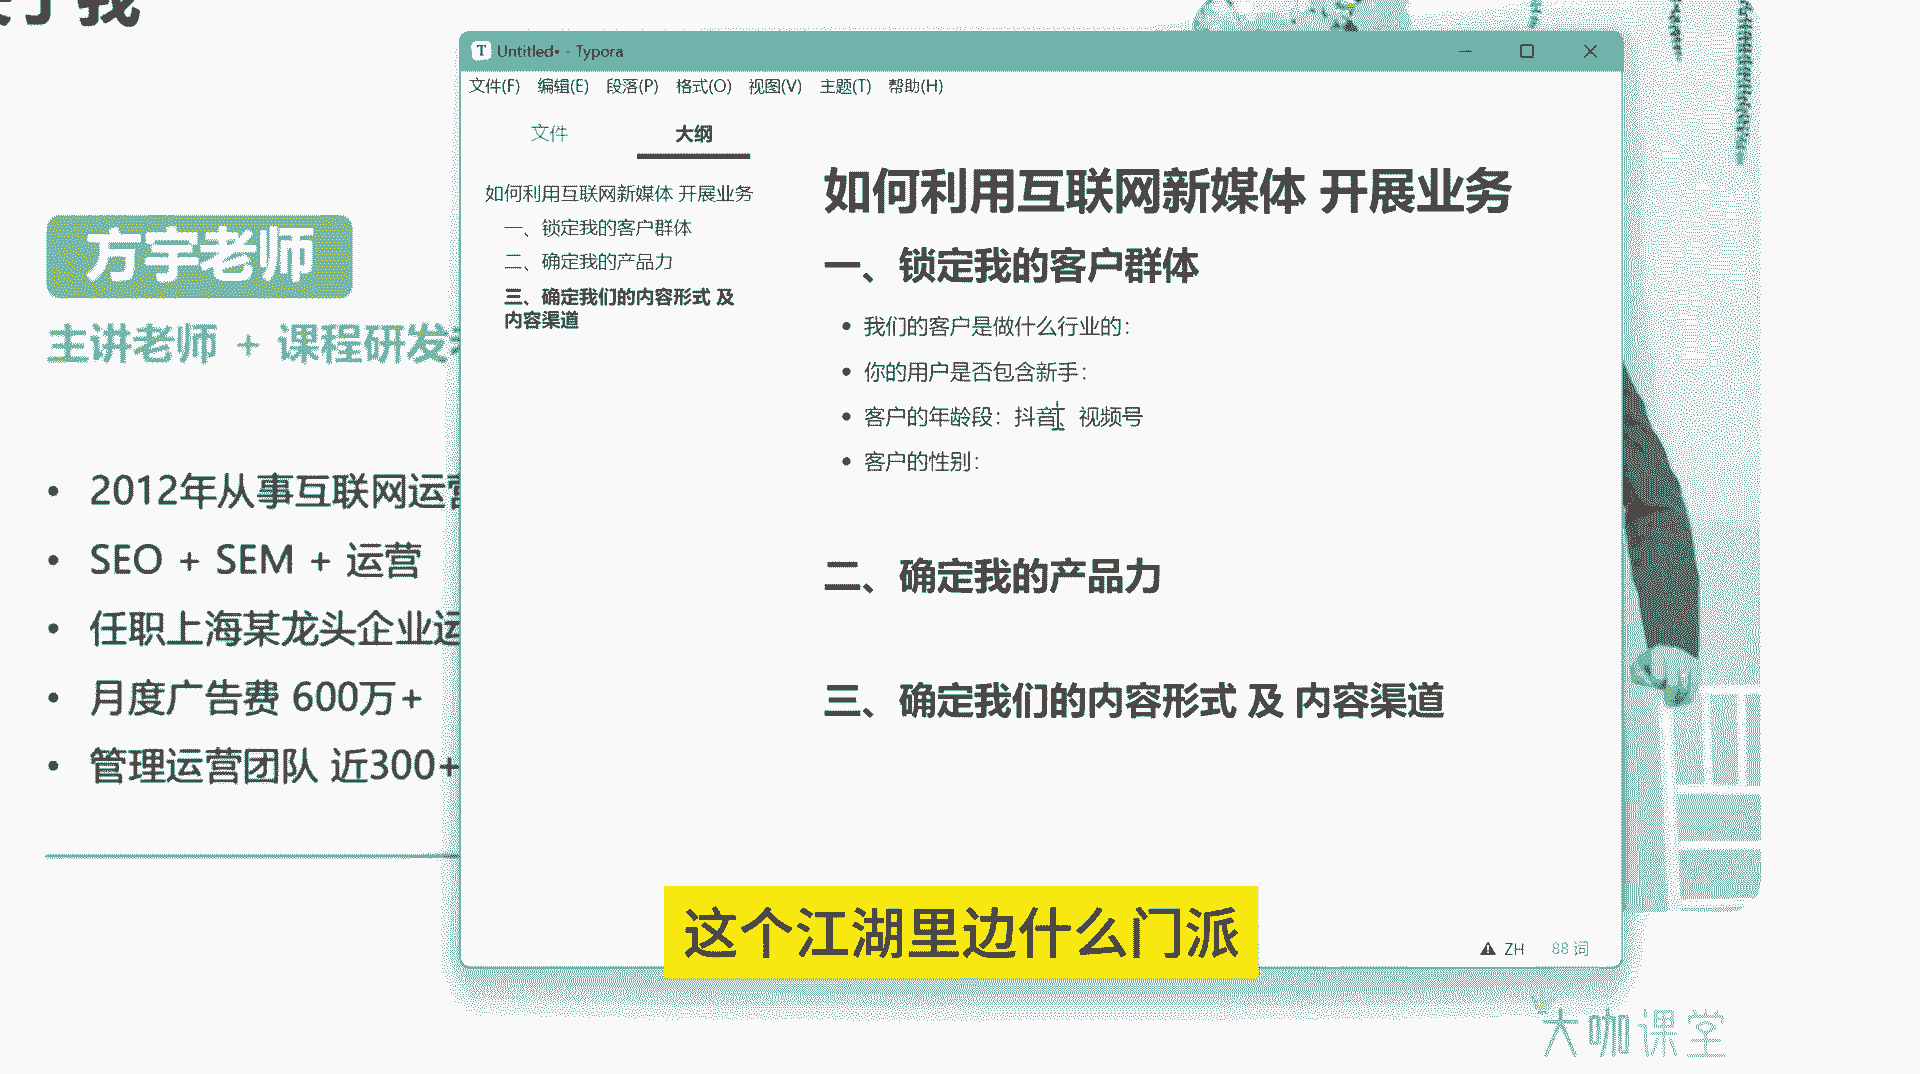 我
方宇老师
主讲老师 + 课程研发
• 2012年从事互联网运营
• SEO + SEM + 运营
• 任职上海某龙头企业运
• 月度广告费 600万+
• 管理运营团队 近300+
Untitled• - Typora
文件(F) 编辑(E) 段落(P) 格式(O) 视图(V) 主题(T) 帮助(H)
文件 大纲
如何利用互联网新媒体 开展业务
一、锁定我的客户群体
二、确定我的产品力
三、确定我们的内容形式 及
内容渠道
如何利用互联网新媒体 开展业务
一、锁定我的客户群体
• 我们的客户是做什么行业的：
• 你的用户是否包含新手：
• 客户的年龄段：抖音、视频号
• 客户的性别：
二、确定我的产品力
三、确定我们的内容形式 及 内容渠道
ZH 88 词
这个江湖里边什么门派
大咖课堂